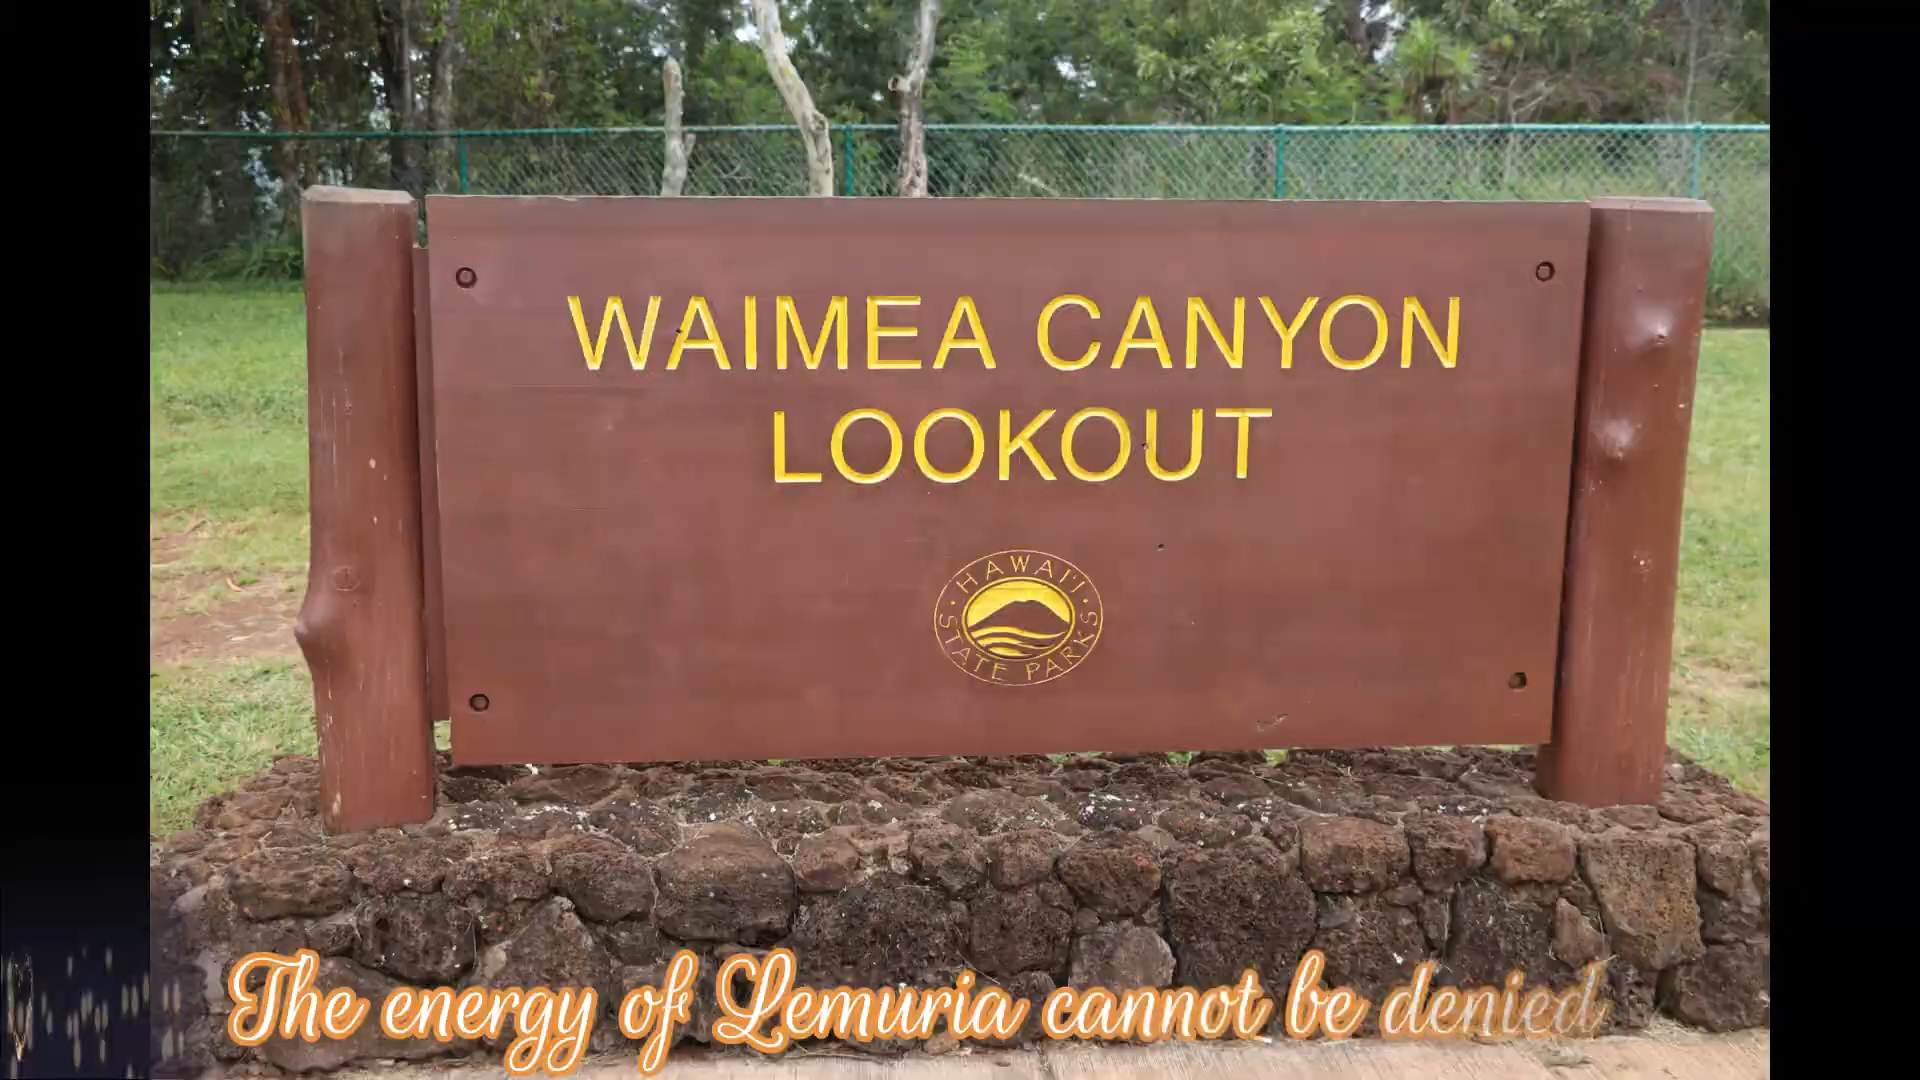 WAIMEA CANYON
LOOKOUT
HAWAI'I
STATE PARKS
The energy of Lemuria cannot be denied